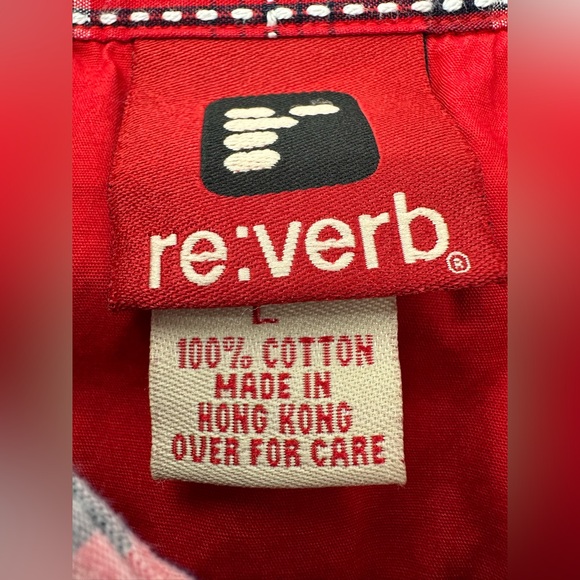 re:verb®
L
100% COTTON
MADE IN
HONG KONG
OVER FOR CARE